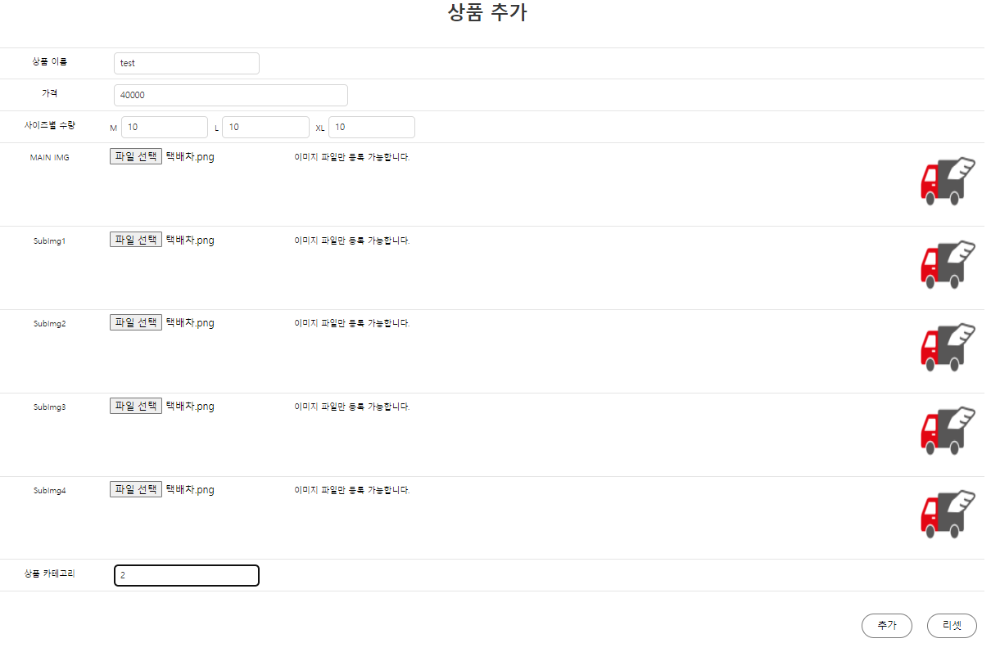 상품 추가
상품 이름 test
가격 40000
사이즈별 수량 M 10 L 10 XL 10
MAIN IMG 파일 선택 택배차.png 이미지 파일만 등록 가능합니다.
SubImg1 파일 선택 택배차.png 이미지 파일만 등록 가능합니다.
SubImg2 파일 선택 택배차.png 이미지 파일만 등록 가능합니다.
SubImg3 파일 선택 택배차.png 이미지 파일만 등록 가능합니다.
SubImg4 파일 선택 택배차.png 이미지 파일만 등록 가능합니다.
상품 카테고리 2
추가 리셋